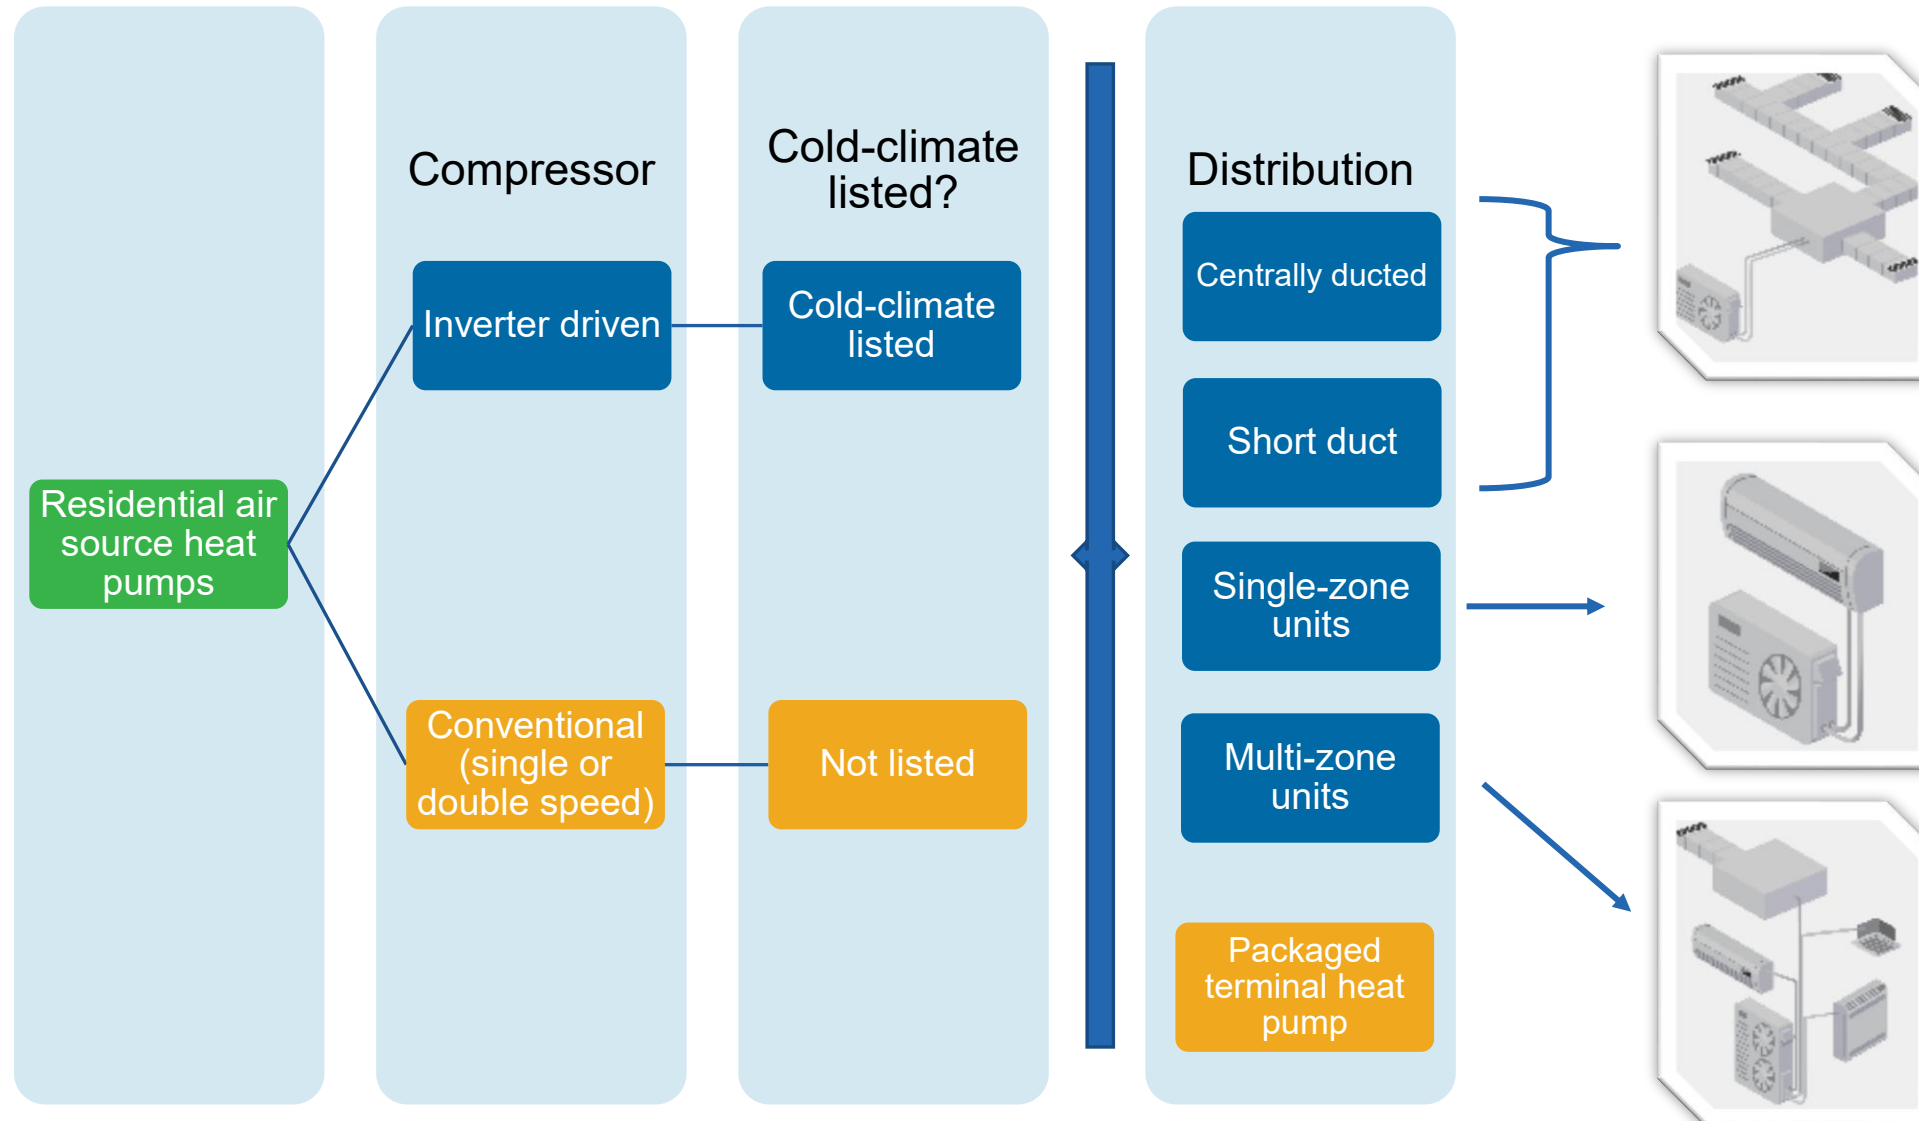 Residential air
source heat
pumps
Compressor
Inverter driven
Conventional
(single or
double speed)
Cold-climate
listed?
Cold-climate
listed
Not listed
Distribution
Centrally ducted
Short duct
Single-zone
units
Multi-zone
units
Packaged
terminal heat
pump